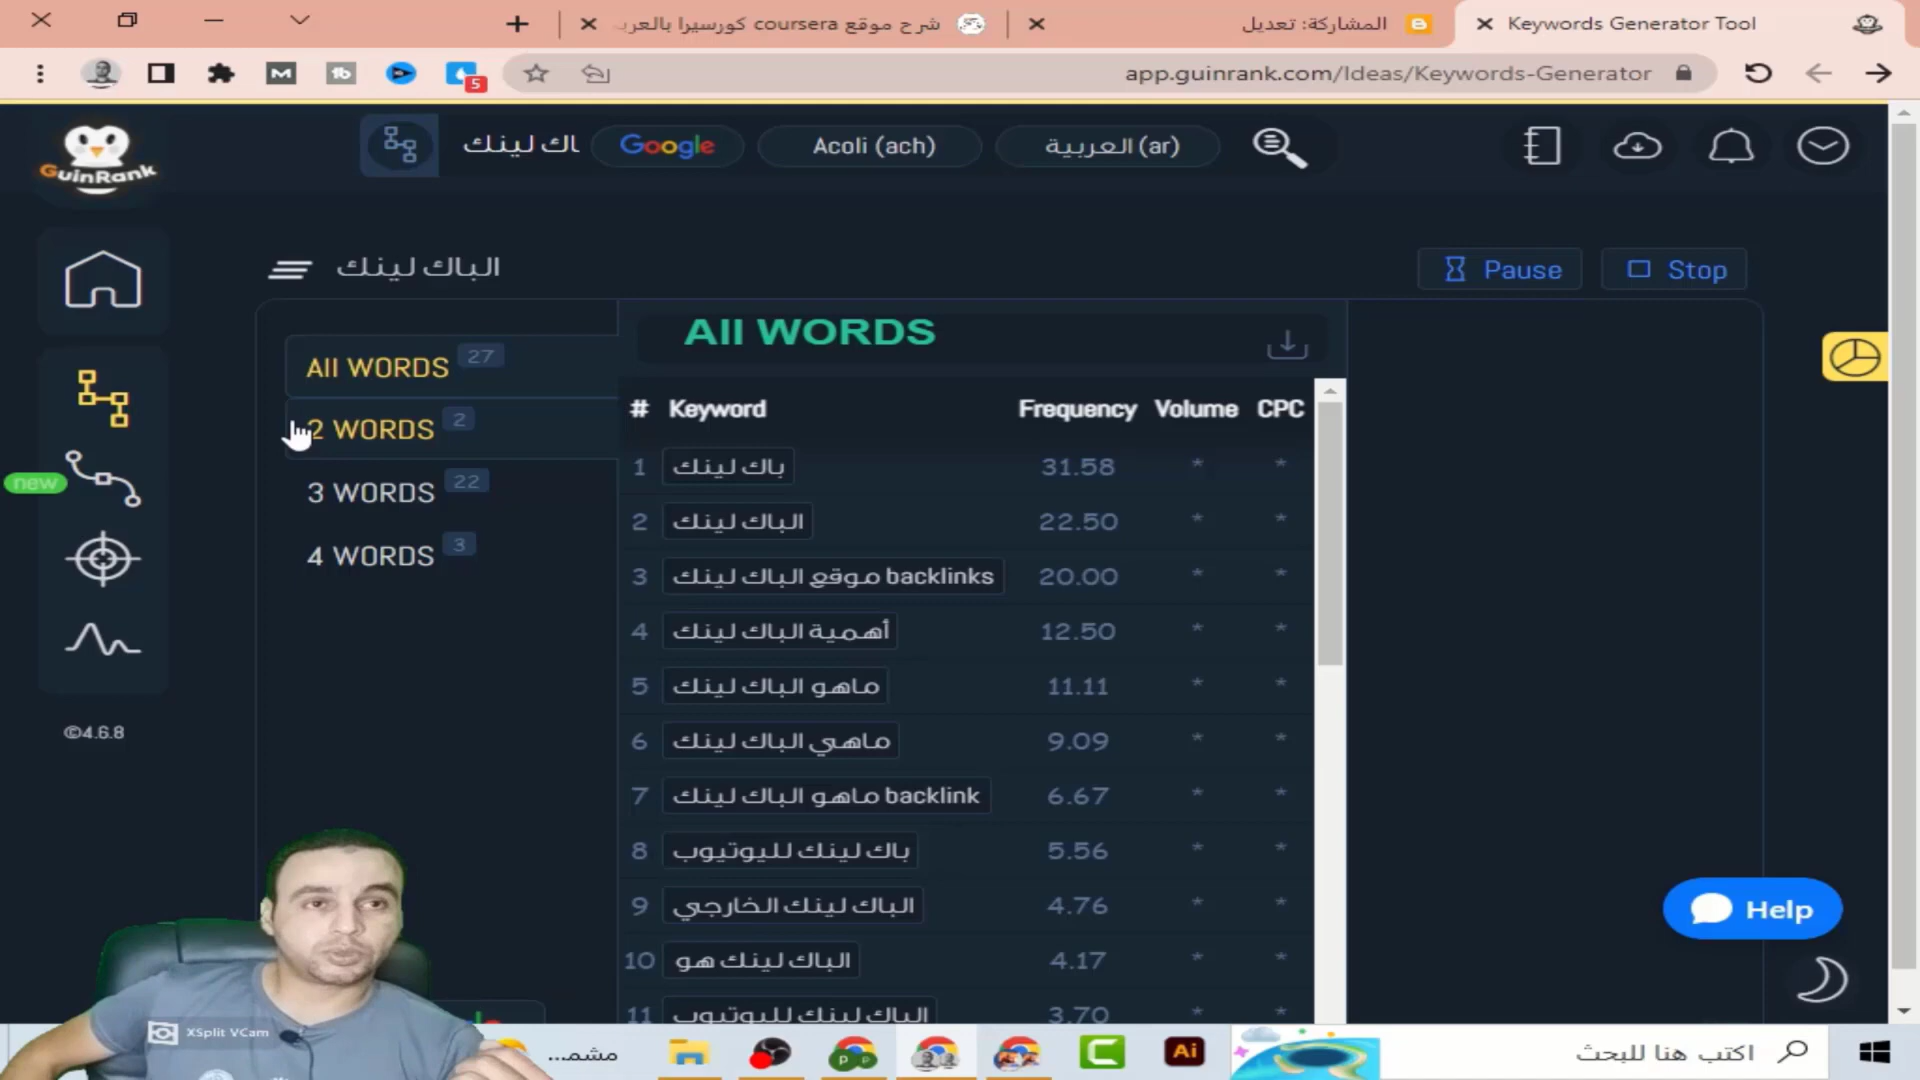 شرح موقع coursera كورسيرا بالعرب
المشاركة: تعديل
Keywords Generator Tool
5
app.guinrank.com/Ideas/Keywords-Generator
GuinRank
اك لينك
Google
Acoli (ach)
العربية (ar)
الباك لينك
Pause
Stop
All WORDS 27
2 WORDS 2
3 WORDS 22
4 WORDS 3
new
©4.6.8
All WORDS
# Keyword Frequency Volume CPC
1 باك لينك 31.58 * *
2 الباك لينك 22.50 * *
3 موقع الباك لينك backlinks 20.00 * *
4 أهمية الباك لينك 12.50 * *
5 ماهو الباك لينك 11.11 * *
6 ماهي الباك لينك 9.09 * *
7 ماهو الباك لينك backlink 6.67 * *
8 باك لينك لليوتيوب 5.56 * *
9 الباك لينك الخارجي 4.76 * *
10 الباك لينك هو 4.17 * *
11 الباك لينك لليوتيوب 3.70 * *
Help
XSplit VCam
مشمـ...
Ai
اكتب هنا للبحث